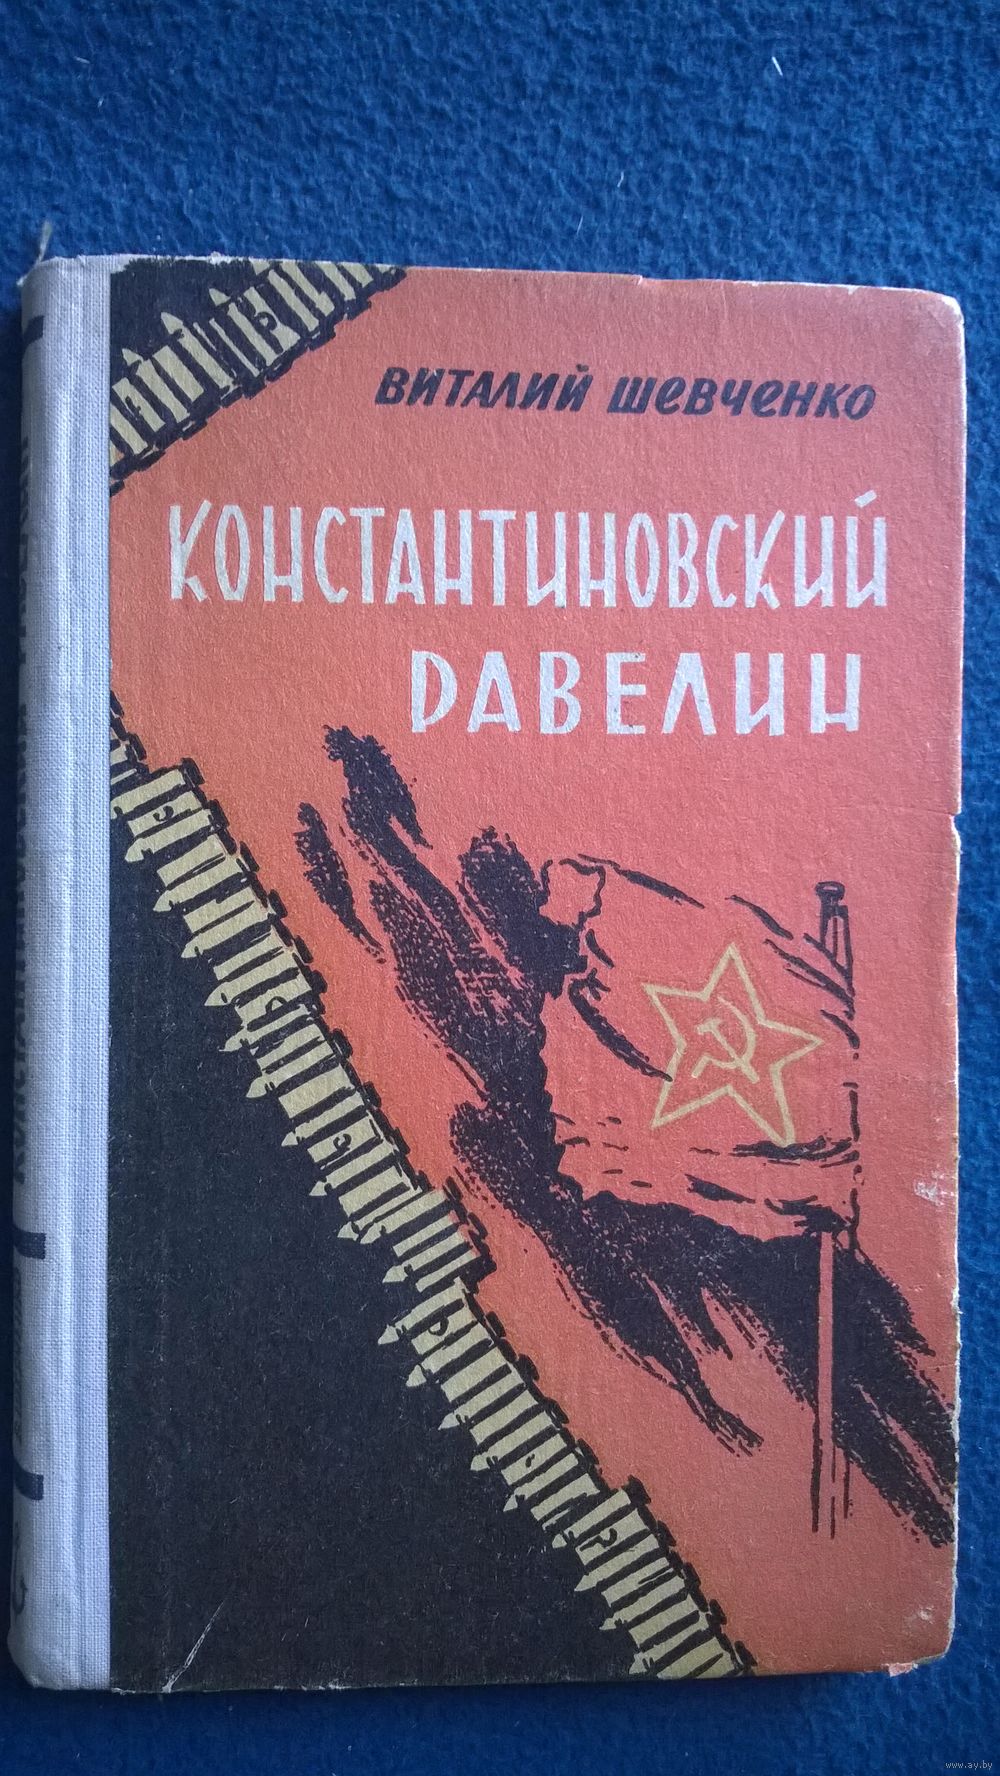 Виталий Шевченко
Константиновский
равелин
www.ay.by